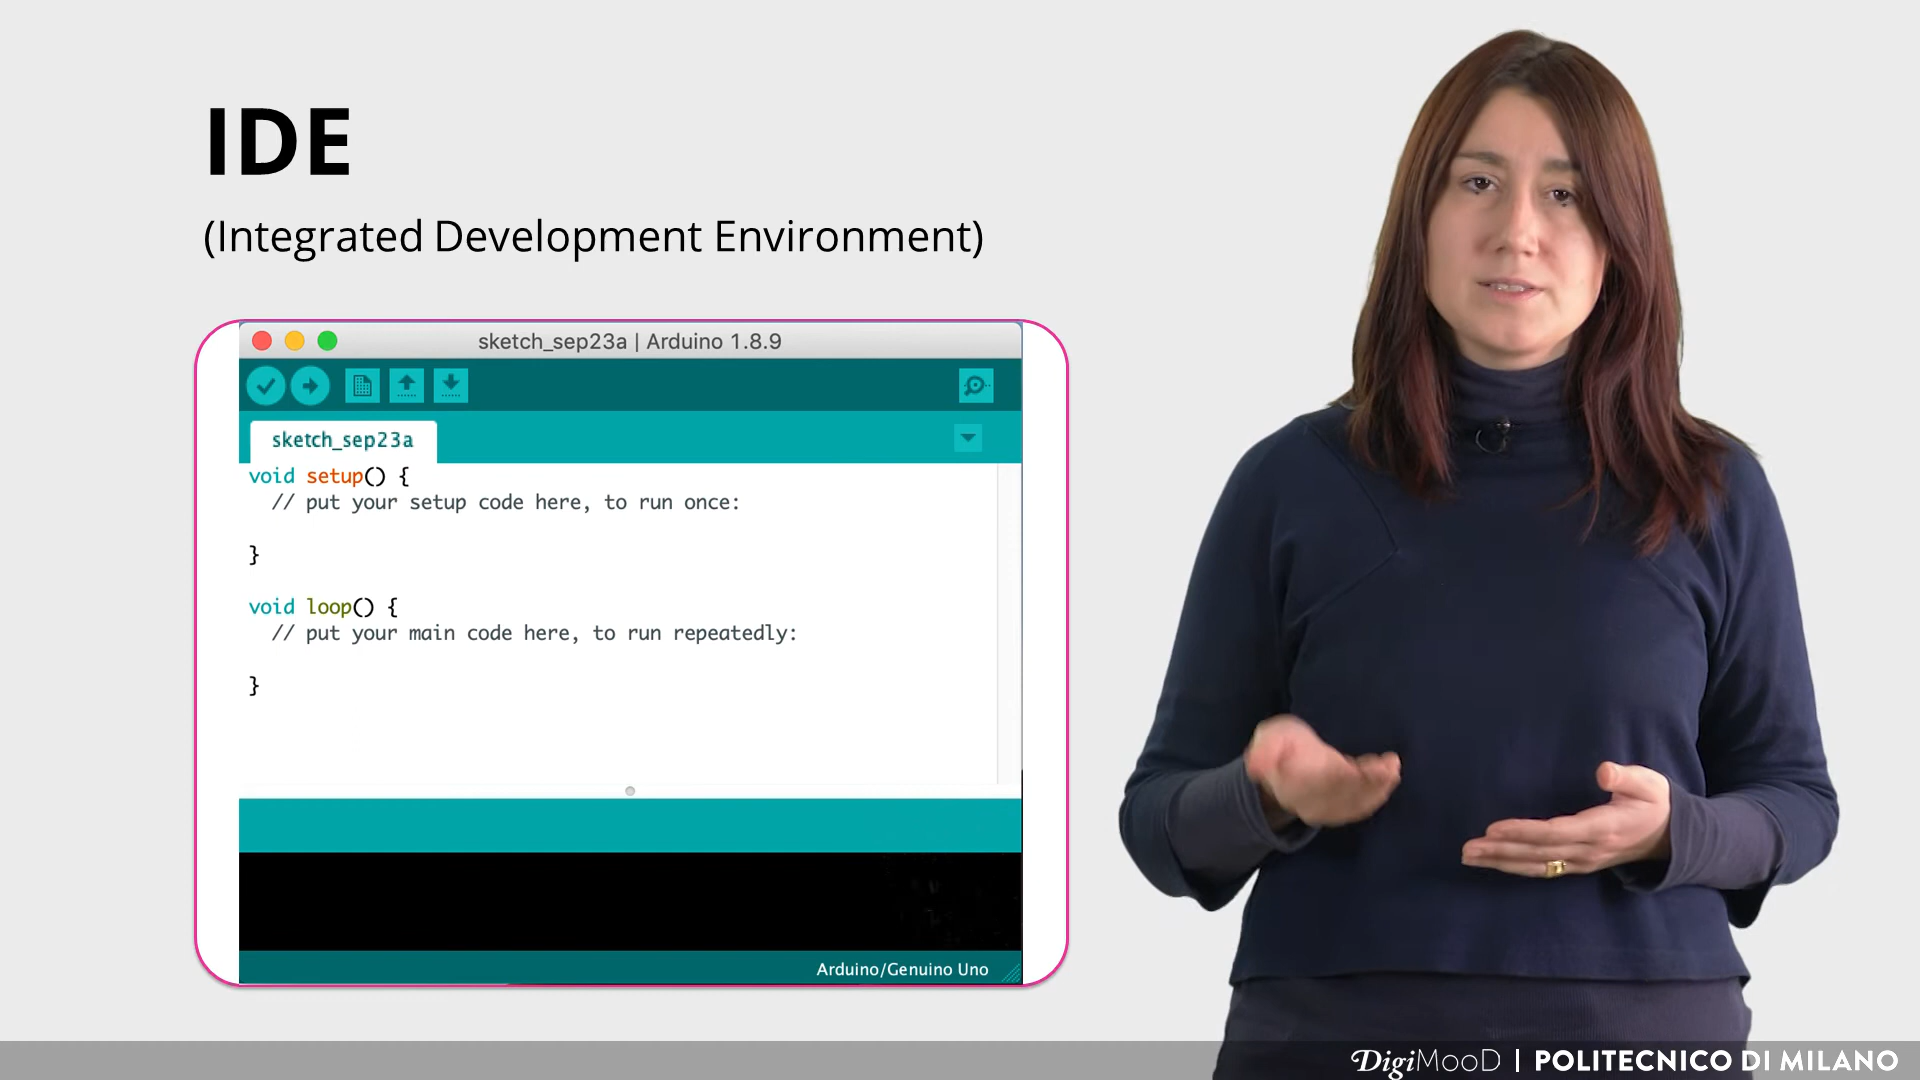 IDE
(Integrated Development Environment)
sketch_sep23a | Arduino 1.8.9
sketch_sep23a
void setup() {
  // put your setup code here, to run once:
}
void loop() {
  // put your main code here, to run repeatedly:
}
Arduino/Genuino Uno
DigiMooD | POLITECNICO DI MILANO